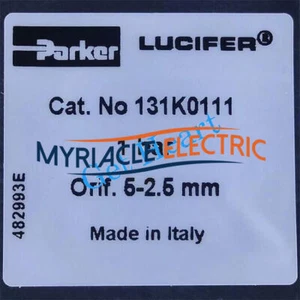 Parker LUCIFER®
Cat. No 131K0111
MYRIACLE ELECTRIC
Orif. 5-2.5 mm
Made in Italy
482993E